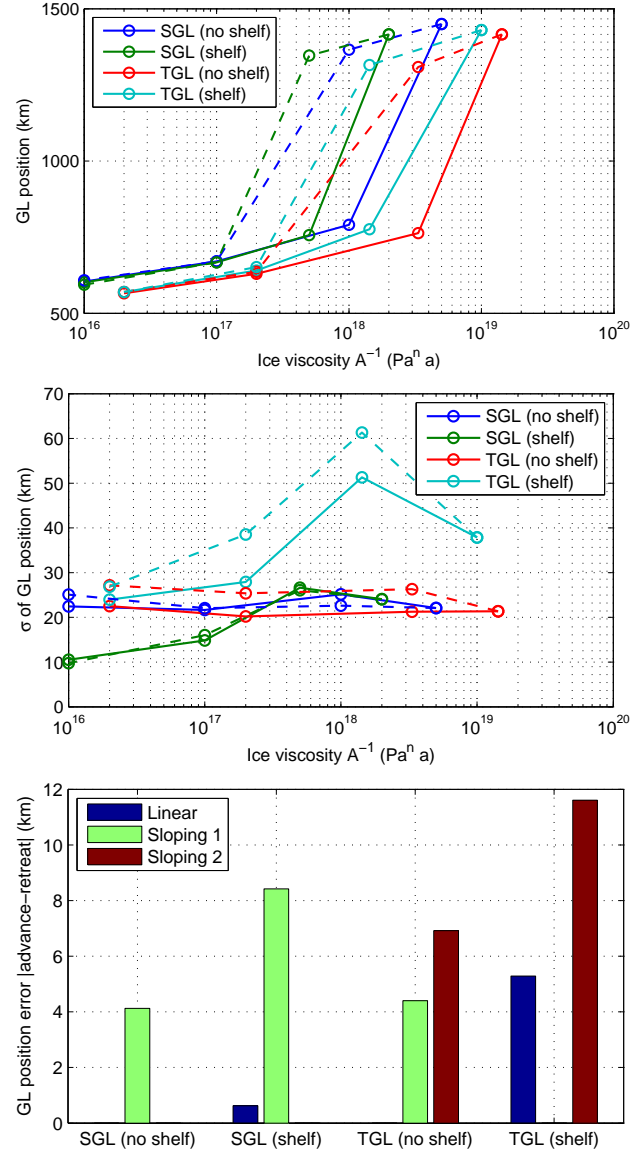 1500
SGL (no shelf)
SGL (shelf)
TGL (no shelf)
TGL (shelf)
1000
500
GL position (km)
10^16 10^17 10^18 10^19 10^20
Ice viscosity A^−1 (Pa^n a)
70
60
50
40
30
20
10
0
σ of GL position (km)
SGL (no shelf)
SGL (shelf)
TGL (no shelf)
TGL (shelf)
10^16 10^17 10^18 10^19 10^20
Ice viscosity A^−1 (Pa^n a)
12
10
8
6
4
2
0
GL position error |advance−retreat| (km)
Linear
Sloping 1
Sloping 2
SGL (no shelf) SGL (shelf) TGL (no shelf) TGL (shelf)